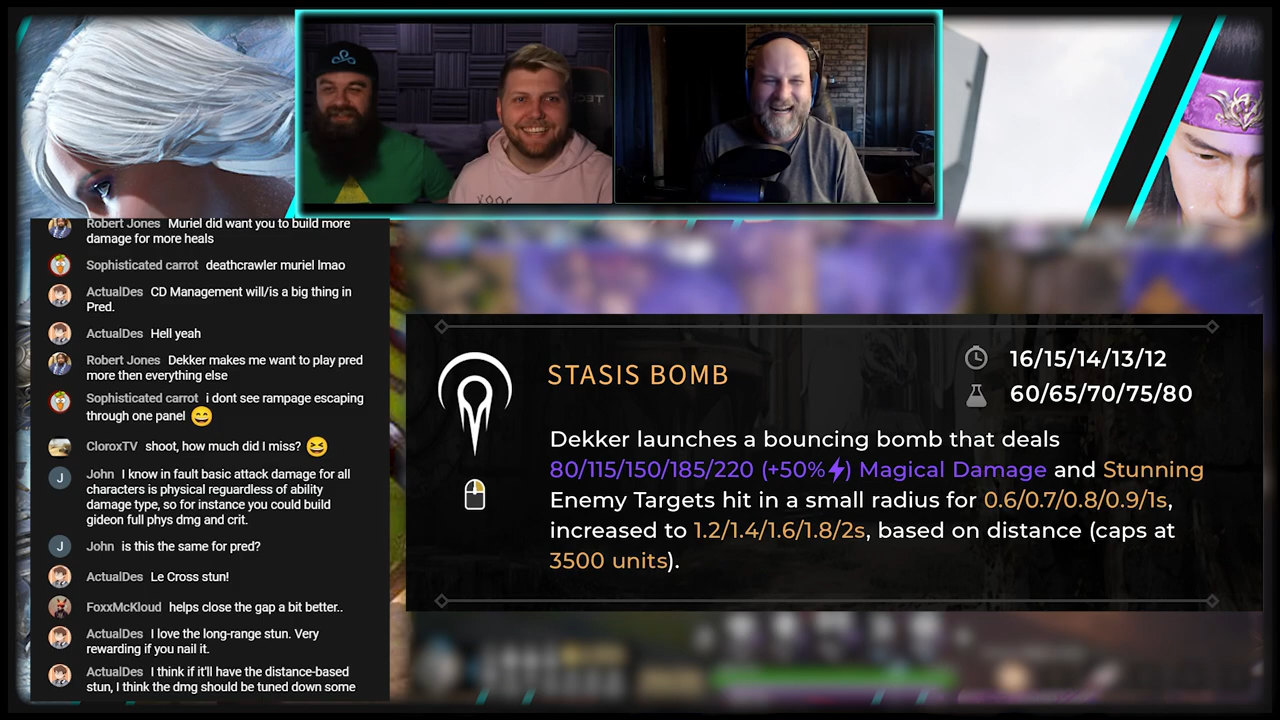 Robert Jones Muriel did want you to build more
damage for more heals
Sophisticated carrot deathcrawler muriel lmao
ActualDes CD Management will/is a big thing in
Pred.
ActualDes Hell yeah
Robert Jones Dekker makes me want to play pred
more then everything else
Sophisticated carrot i dont see rampage escaping
through one panel 😄
CloroxTV shoot, how much did I miss? 😆
J
John I know in fault basic attack damage for all
characters is physical reguardless of ability
damage type, so for instance you could build
gideon full phys dmg and crit.
J
John is this the same for pred?
ActualDes Le Cross stun!
FoxxMcKloud helps close the gap a bit better..
ActualDes I love the long-range stun. Very
rewarding if you nail it.
ActualDes I think if it'll have the distance-based
stun, I think the dmg should be tuned down some
STASIS BOMB
16/15/14/13/12
60/65/70/75/80
Dekker launches a bouncing bomb that deals
80/115/150/185/220 (+50%⚡) Magical Damage and Stunning
Enemy Targets hit in a small radius for 0.6/0.7/0.8/0.9/1s,
increased to 1.2/1.4/1.6/1.8/2s, based on distance (caps at
3500 units).